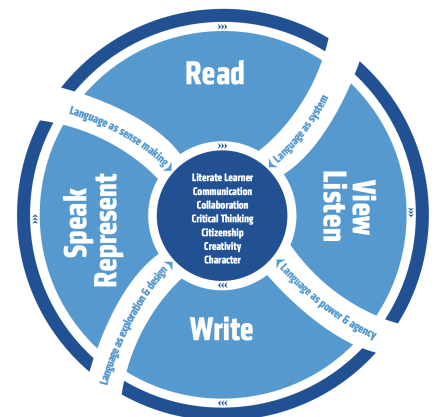 Read
Language as sense making
Language as system
Literate Learner
Communication
Collaboration
Critical Thinking
Citizenship
Creativity
Character
Speak
Represent
View
Listen
Language as exploration & design
Language as power & agency
Write